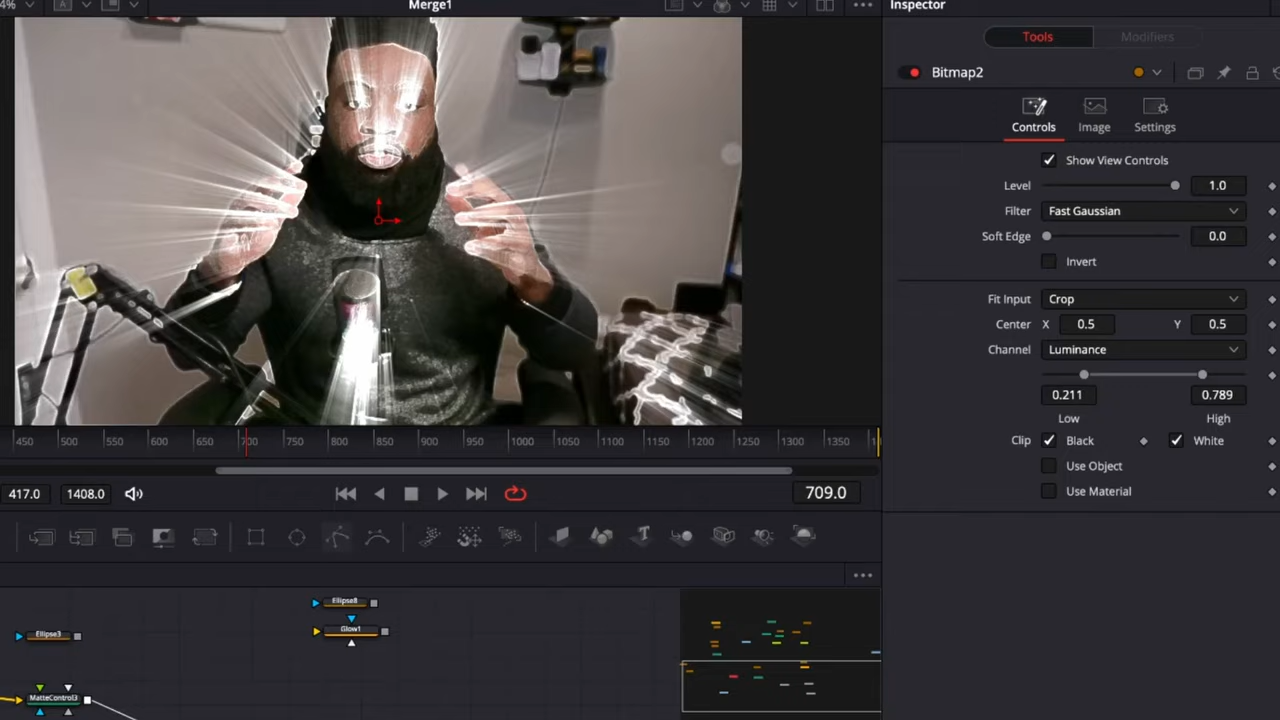 4%
A
Merge1
Inspector
Tools
Modifiers
Bitmap2
Controls
Image
Settings
Show View Controls
Level
1.0
Filter
Fast Gaussian
Soft Edge
0.0
Invert
Fit Input
Crop
Center
X
0.5
Y
0.5
Channel
Luminance
0.211
0.789
Low
High
Clip
Black
White
Use Object
Use Material
450 500 550 600 650 700 750 800 850 900 950 1000 1050 1100 1150 1200 1250 1300 1350
417.0
1408.0
709.0
T
Ellipse8
Glow1
Ellipse3
MatteControl3